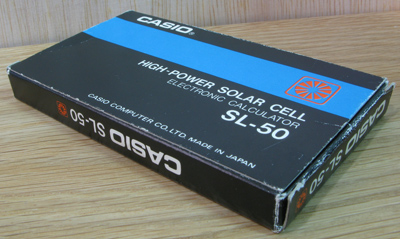 CASIO
HIGH-POWER SOLAR CELL
ELECTRONIC CALCULATOR
SL-50
CASIO COMPUTER CO., LTD. MADE IN JAPAN
CASIO SL-50
SL-50